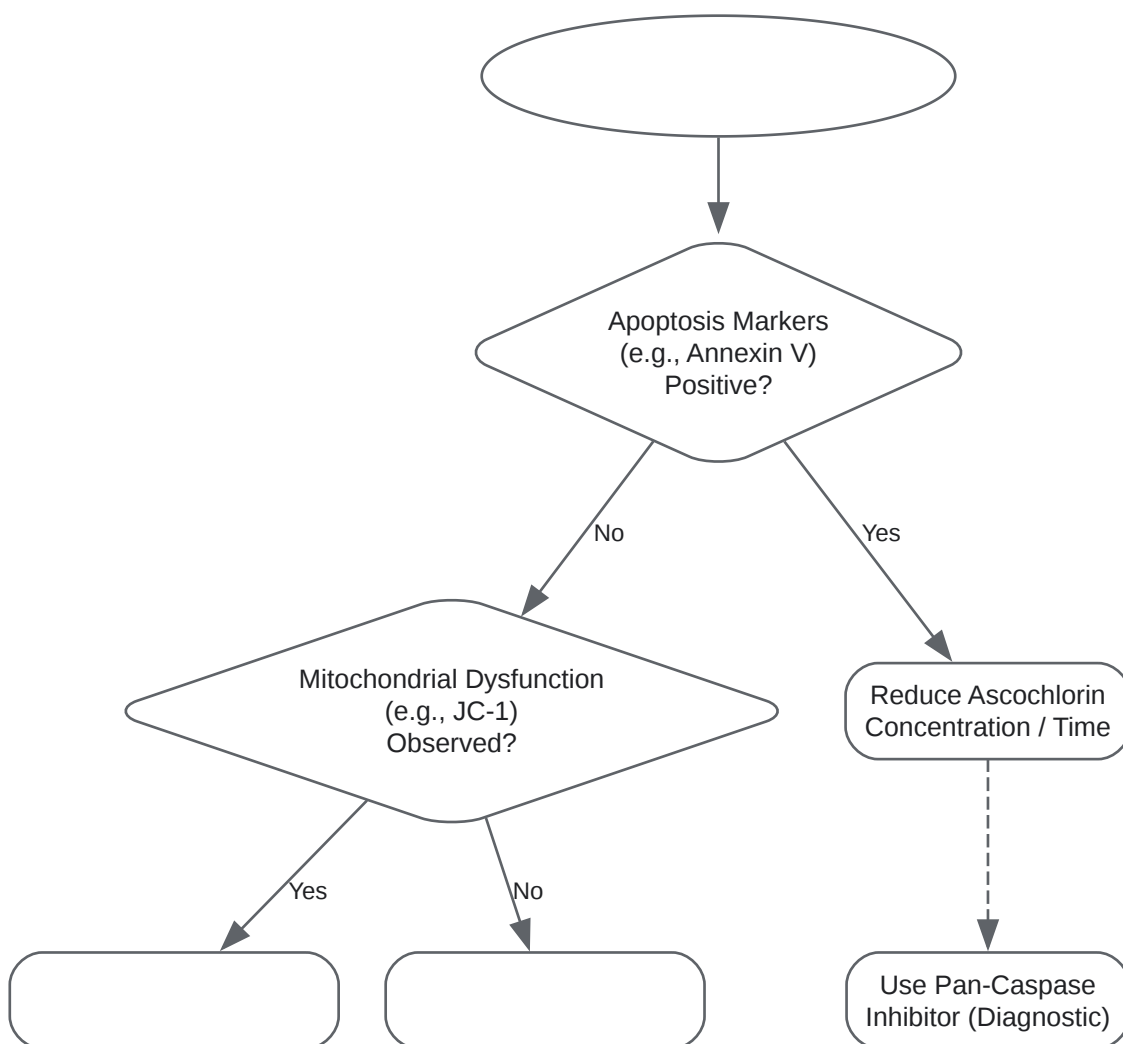 Apoptosis Markers
(e.g., Annexin V)
Positive?
No
Yes
Mitochondrial Dysfunction
(e.g., JC-1)
Observed?
Reduce Ascochlorin
Concentration / Time
Yes
No
Use Pan-Caspase
Inhibitor (Diagnostic)